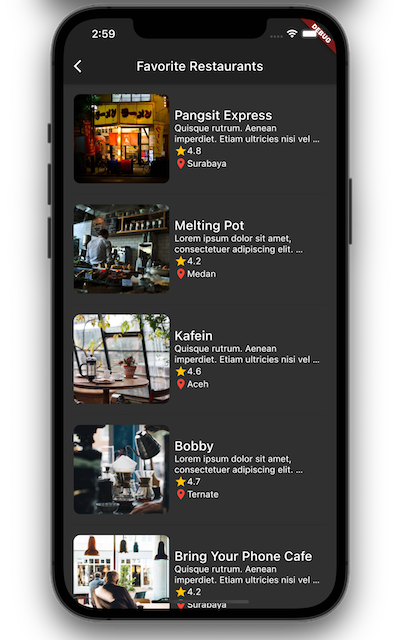 2:59
DEBUG
Favorite Restaurants
Pangsit Express
Quisque rutrum. Aenean
imperdiet. Etiam ultricies nisi vel ...
4.8
Surabaya
Melting Pot
Lorem ipsum dolor sit amet,
consectetuer adipiscing elit. ...
4.2
Medan
Kafein
Quisque rutrum. Aenean
imperdiet. Etiam ultricies nisi vel ...
4.6
Aceh
Bobby
Lorem ipsum dolor sit amet,
consectetuer adipiscing elit. ...
4.7
Ternate
Bring Your Phone Cafe
Quisque rutrum. Aenean
imperdiet. Etiam ultricies nisi vel ...
4.2
Surabaya